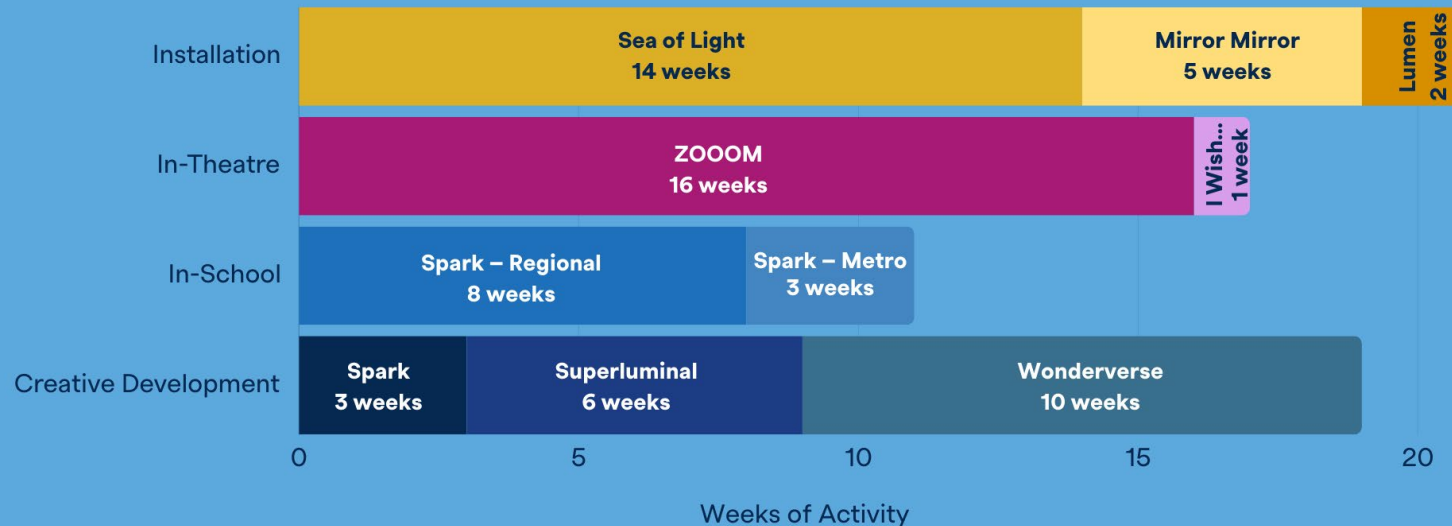 Installation
Sea of Light
14 weeks
Mirror Mirror
5 weeks
Lumen
2 weeks
In-Theatre
ZOOOM
16 weeks
I Wish...
1 week
In-School
Spark – Regional
8 weeks
Spark – Metro
3 weeks
Creative Development
Spark
3 weeks
Superluminal
6 weeks
Wonderverse
10 weeks
0
5
10
15
20
Weeks of Activity